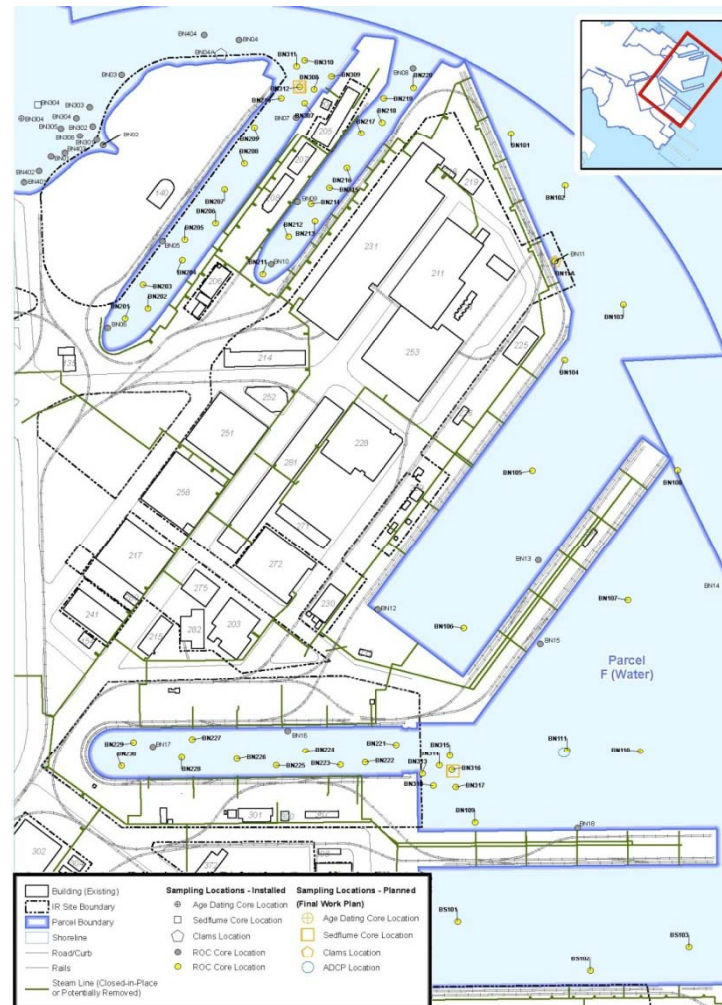 BN404
BN04
BN04A
BN03
BN311
BN310
BN309
BN308
BN312
BN08
BN220
BN304
BN303
BN304
BN302
BN305
BN306
BN02
BN402
BN07
BN307
205
BN219
BN218
BN217
BN209
BN208
BN101
BN102
207
208
BN216
BN215
BN214
BN213
BN212
BN09
BN207
BN206
BN205
BN204
BN05
140
219
231
211
BN11
BN11A
BN211
BN10
BN203
BN202
BN201
BN06
206
BN103
214
253
225
BN104
252
251
281
228
258
BN105
BN108
271
217
272
BN13
241
275
230
BN12
BN14
BN107
282
203
215
BN106
BN15
Parcel
F (Water)
BN229
BN227
BN16
BN224
BN221
BN315
BN17
BN230
BN228
BN226
BN225
BN223
BN222
BN313
BN316
BN317
BN111
BN109
BN18
301
302
BS101
BS102
BS103
Building (Existing)
IR Site Boundary
Parcel Boundary
Shoreline
Road/Curb
Rails
Steam Line (Closed-in-Place
or Potentially Removed)
Sampling Locations - Installed
Age Dating Core Location
Sedflume Core Location
Clams Location
ROC Core Location
ROC Core Location
Sampling Locations - Planned
(Final Work Plan)
Age Dating Core Location
Sedflume Core Location
Clams Location
ADCP Location